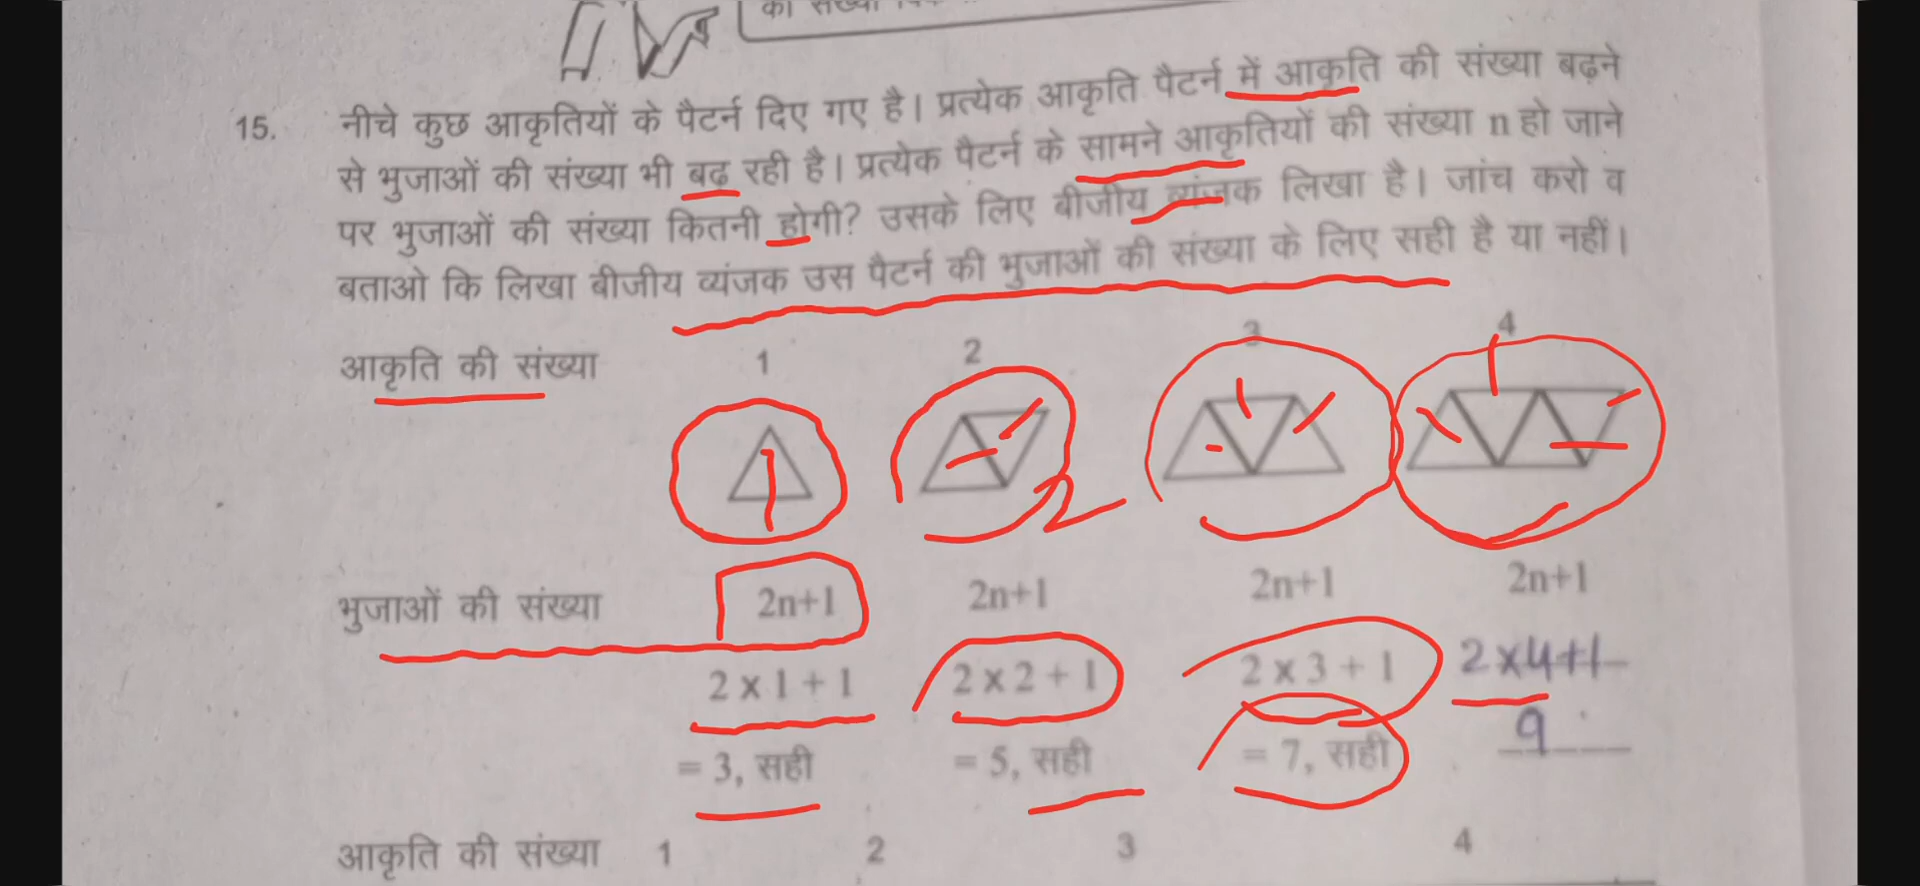 की संख्या
15. नीचे कुछ आकृतियों के पैटर्न दिए गए है। प्रत्येक आकृति पैटर्न में आकृति की संख्या बढ़ने
से भुजाओं की संख्या भी बढ़ रही है। प्रत्येक पैटर्न के सामने आकृतियों की संख्या n हो जाने
पर भुजाओं की संख्या कितनी होगी? उसके लिए बीजीय व्यंजक लिखा है। जांच करो व
बताओ कि लिखा बीजीय व्यंजक उस पैटर्न की भुजाओं की संख्या के लिए सही है या नहीं।
आकृति की संख्या 1 2 3 4
2
भुजाओं की संख्या 2n+1 2n+1 2n+1 2n+1
2 x 1 + 1 2 x 2 + 1 2 x 3 + 1 2 x 4 + 1
= 3, सही = 5, सही = 7, सही 9
आकृति की संख्या 1 2 3 4